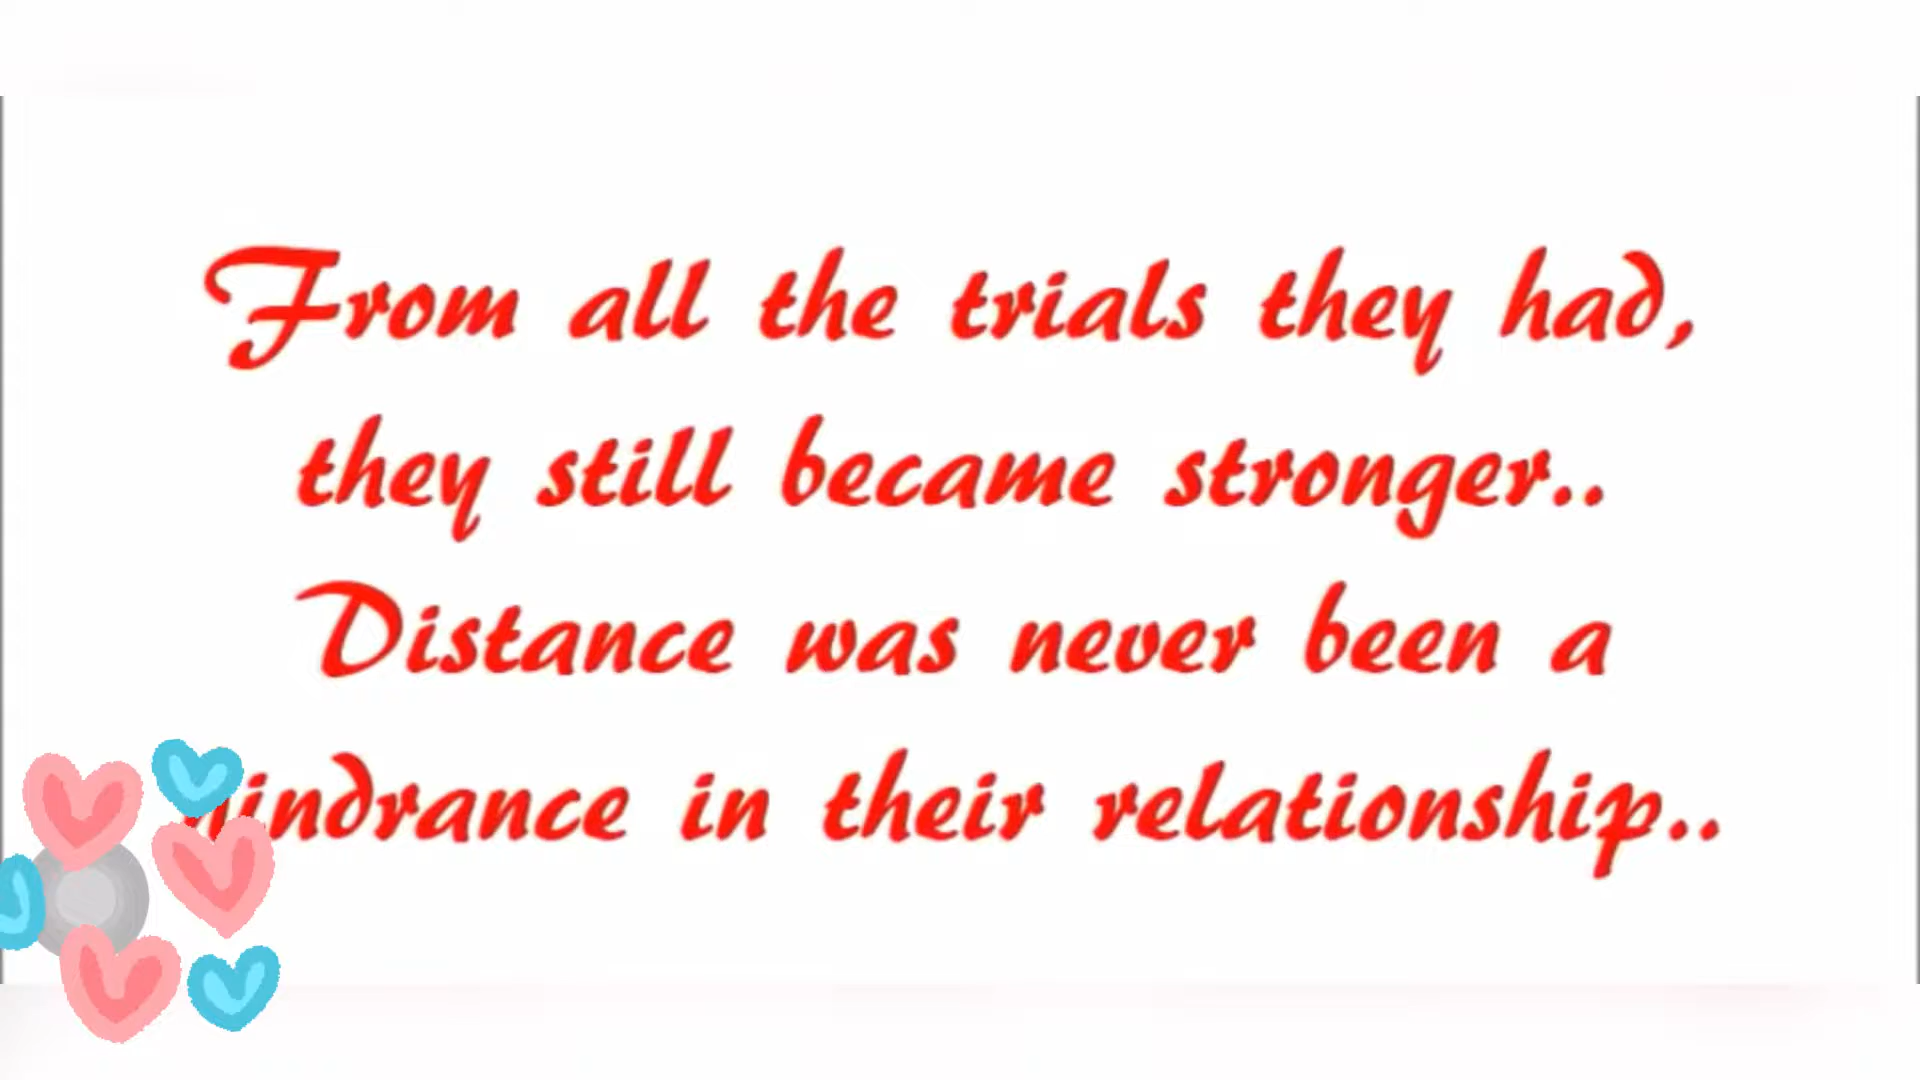 From all the trials they had,
they still became stronger..
Distance was never been a
hindrance in their relationship..